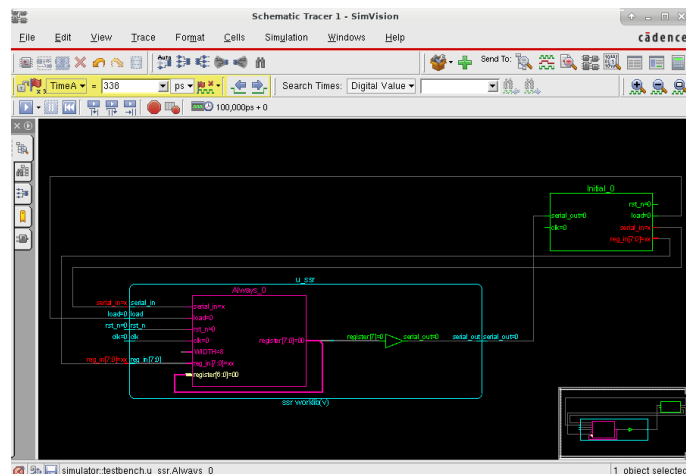 Schematic Tracer 1 - SimVision
File Edit View Trace Format Cells Simulation Windows Help cādence
Send To:
TimeA = 338 ps Search Times: Digital Value
100,000ps + 0
Initial_0
rst_n=0
serial_out=0 load=0
clk=0 serial_in=x
reg_in[7:0]=xx
u_ssr
Always_0
serial_in=x serial_in serial_in=x
load=0 load load=0
rst_n=0 rst_n rst_n=0
clk=0 clk clk=0 register[7:0]=00 register[7]=0 serial_out=0 serial_out serial_out=0
WIDTH=8
reg_in[7:0]=xx reg_in[7:0] reg_in[7:0]=xx
register[6:0]=00
ssr worklib(v)
simulator::testbench.u_ssr.Always_0 1 object selected